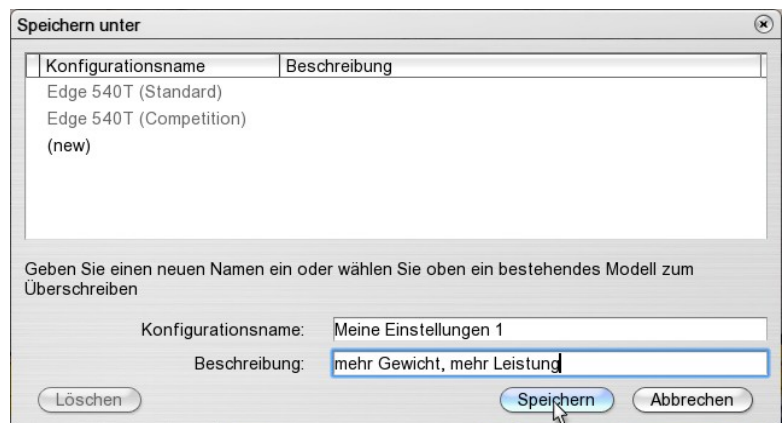 Speichern unter
Konfigurationsname Beschreibung
Edge 540T (Standard)
Edge 540T (Competition)
(new)
Geben Sie einen neuen Namen ein oder wählen Sie oben ein bestehendes Modell zum
Überschreiben
Konfigurationsname: Meine Einstellungen 1
Beschreibung: mehr Gewicht, mehr Leistung
Löschen Speichern Abbrechen